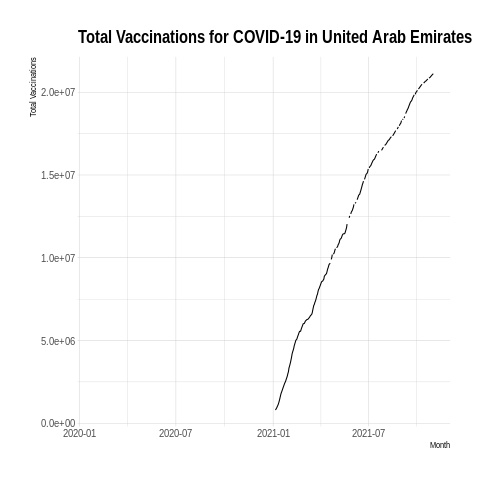 Total Vaccinations for COVID-19 in United Arab Emirates
Total Vaccinations
2.0e+07
1.5e+07
1.0e+07
5.0e+06
0.0e+00
2020-01 2020-07 2021-01 2021-07
Month